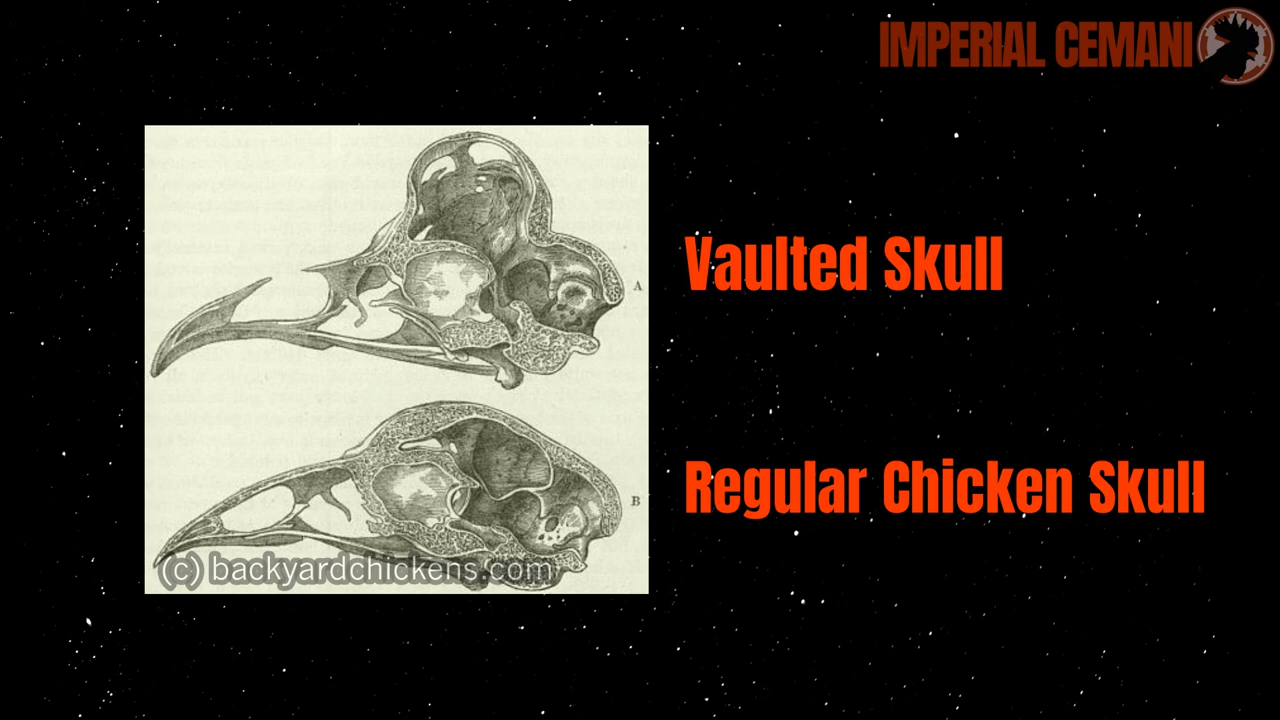 IMPERIAL CEMANI
A
Vaulted Skull
Regular Chicken Skull
B
(c) backyardchickens.com